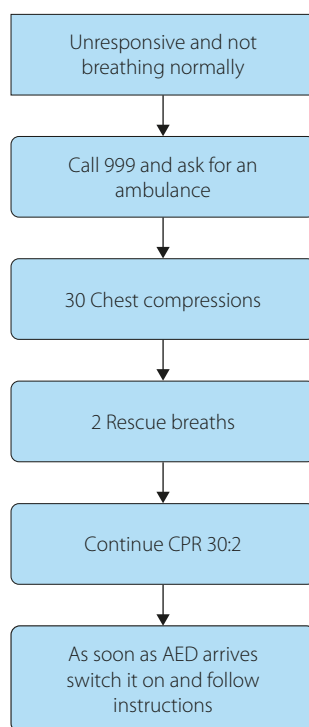 Unresponsive and not
breathing normally
Call 999 and ask for an
ambulance
30 Chest compressions
2 Rescue breaths
Continue CPR 30:2
As soon as AED arrives
switch it on and follow
instructions